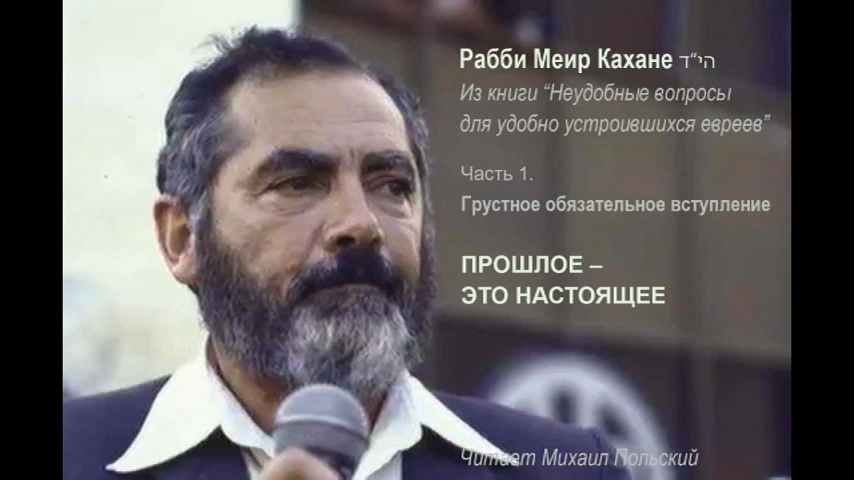 Рабби Меир Кахане הי"ד
Из книги “Неудобные вопросы
для удобно устроившихся евреев”
Часть 1.
Грустное обязательное вступление
ПРОШЛОЕ –
ЭТО НАСТОЯЩЕЕ
Читает Михаил Польский